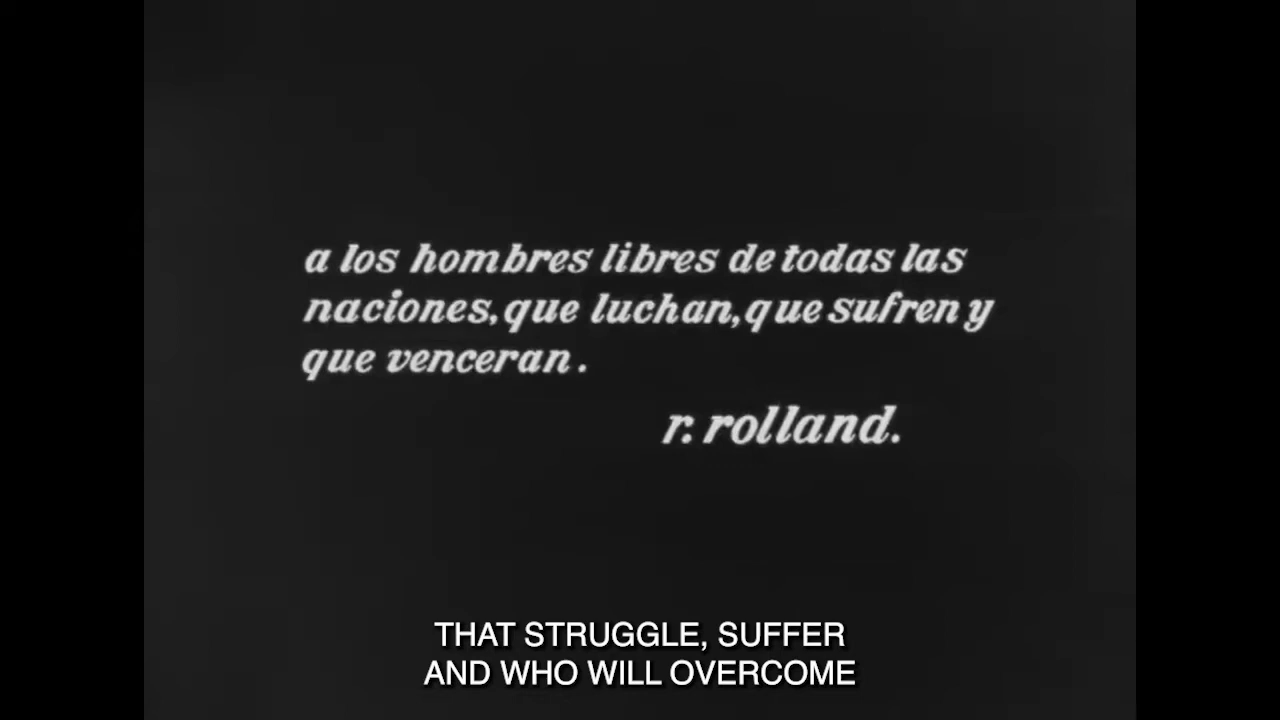 a los hombres libres de todas las
naciones, que luchan, que sufren y
que venceran.
r. rolland.
THAT STRUGGLE, SUFFER
AND WHO WILL OVERCOME